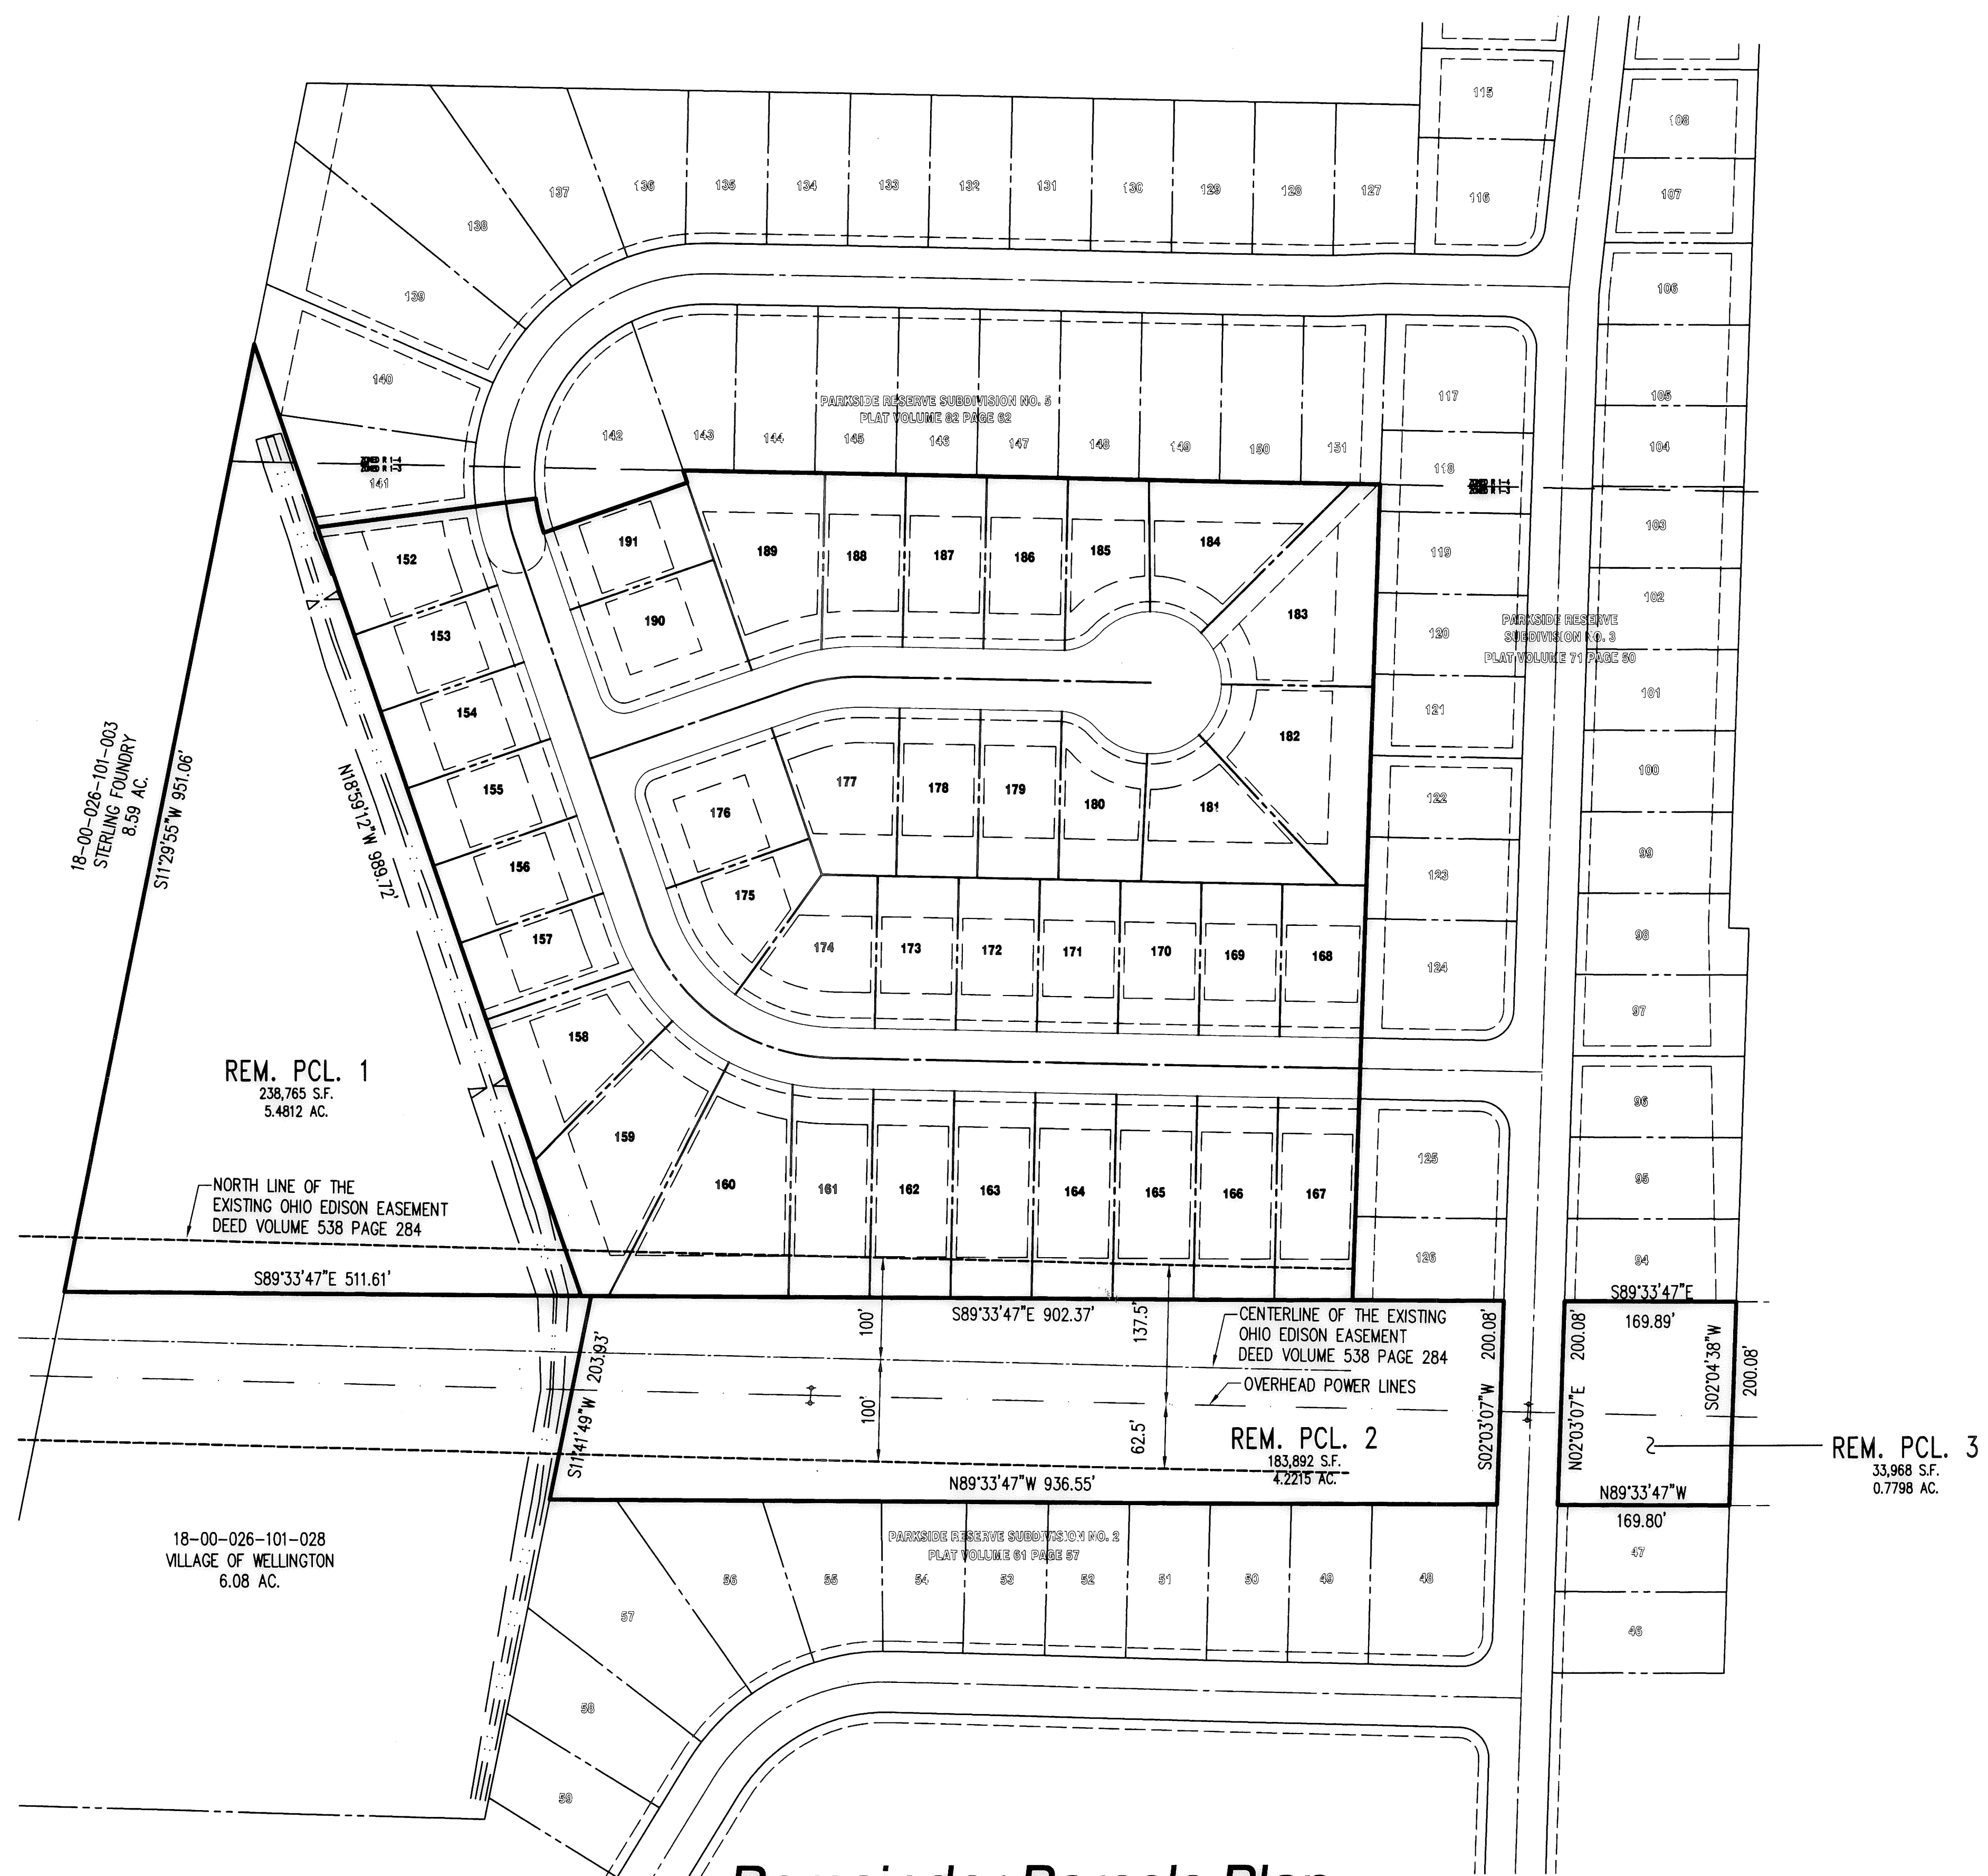 115
108
116
107
137
136
135
134
133
132
131
130
129
128
127
138
139
106
140
105
117
PARKSIDE RESERVE SUBDIVISION NO. 5
PLAT VOLUME 82 PAGE 62
142
143
144
145
146
147
148
149
150
151
118
104
141
103
152
191
189
188
187
186
185
184
119
102
153
190
183
120
PARKSIDE RESERVE
SUBDIVISION NO. 3
PLAT VOLUME 71 PAGE 50
101
154
121
182
100
155
176
177
178
179
180
181
122
99
156
175
123
98
157
174
173
172
171
170
169
168
124
97
158
18-00-026-101-003
STERLING FOUNDRY
8.59 AC.
S11°29'55"W 951.06'
N18°59'12"W 989.72'
REM. PCL. 1
238,765 S.F.
5.4812 AC.
96
159
125
160
161
162
163
164
165
166
167
95
NORTH LINE OF THE
EXISTING OHIO EDISON EASEMENT
DEED VOLUME 538 PAGE 284
126
94
S89°33'47"E 511.61'
S89°33'47"E 902.37'
S89°33'47"E
169.89'
100'
137.5'
CENTERLINE OF THE EXISTING
OHIO EDISON EASEMENT
DEED VOLUME 538 PAGE 284
OVERHEAD POWER LINES
S11°41'49"W 203.93'
100'
62.5'
S02°03'07"W 200.08'
N02°03'07"E 200.08'
S02°04'38"W
200.08'
REM. PCL. 2
183,892 S.F.
4.2215 AC.
REM. PCL. 3
33,968 S.F.
0.7798 AC.
N89°33'47"W 936.55'
N89°33'47"W
169.80'
18-00-026-101-028
VILLAGE OF WELLINGTON
6.08 AC.
PARKSIDE RESERVE SUBDIVISION NO. 2
PLAT VOLUME 61 PAGE 57
47
57
56
55
54
53
52
51
50
49
48
46
58
59
Remainder Parcels Plan